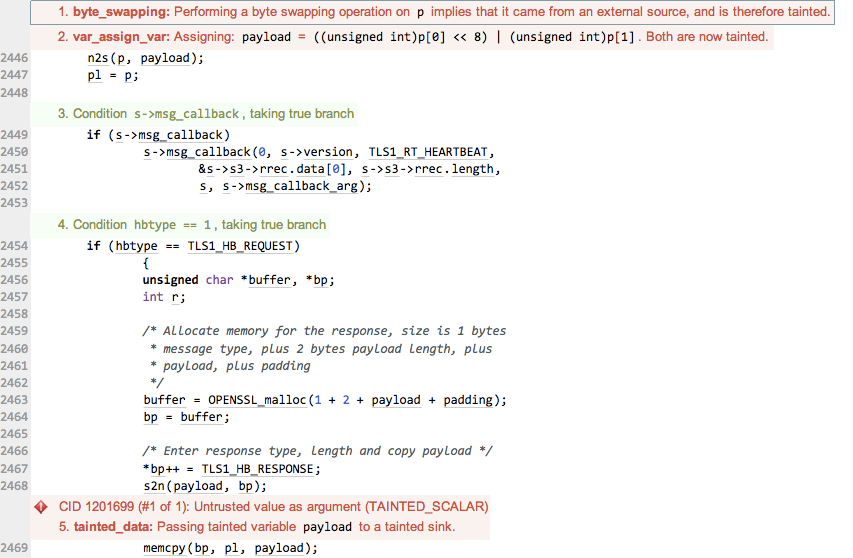 1. byte_swapping: Performing a byte swapping operation on p implies that it came from an external source, and is therefore tainted.
2. var_assign_var: Assigning: payload = ((unsigned int)p[0] << 8) | (unsigned int)p[1] . Both are now tainted.
2446 n2s(p, payload);
2447 pl = p;
2448
3. Condition s->msg_callback, taking true branch
2449 if (s->msg_callback)
2450 s->msg_callback(0, s->version, TLS1_RT_HEARTBEAT,
2451 &s->s3->rrec.data[0], s->s3->rrec.length,
2452 s, s->msg_callback_arg);
2453
4. Condition hbtype == 1, taking true branch
2454 if (hbtype == TLS1_HB_REQUEST)
2455 {
2456 unsigned char *buffer, *bp;
2457 int r;
2458
2459 /* Allocate memory for the response, size is 1 bytes
2460 * message type, plus 2 bytes payload length, plus
2461 * payload, plus padding
2462 */
2463 buffer = OPENSSL_malloc(1 + 2 + payload + padding);
2464 bp = buffer;
2465
2466 /* Enter response type, length and copy payload */
2467 *bp++ = TLS1_HB_RESPONSE;
2468 s2n(payload, bp);
CID 1201699 (#1 of 1): Untrusted value as argument (TAINTED_SCALAR)
5. tainted_data: Passing tainted variable payload to a tainted sink.
2469 memcpy(bp, pl, payload);